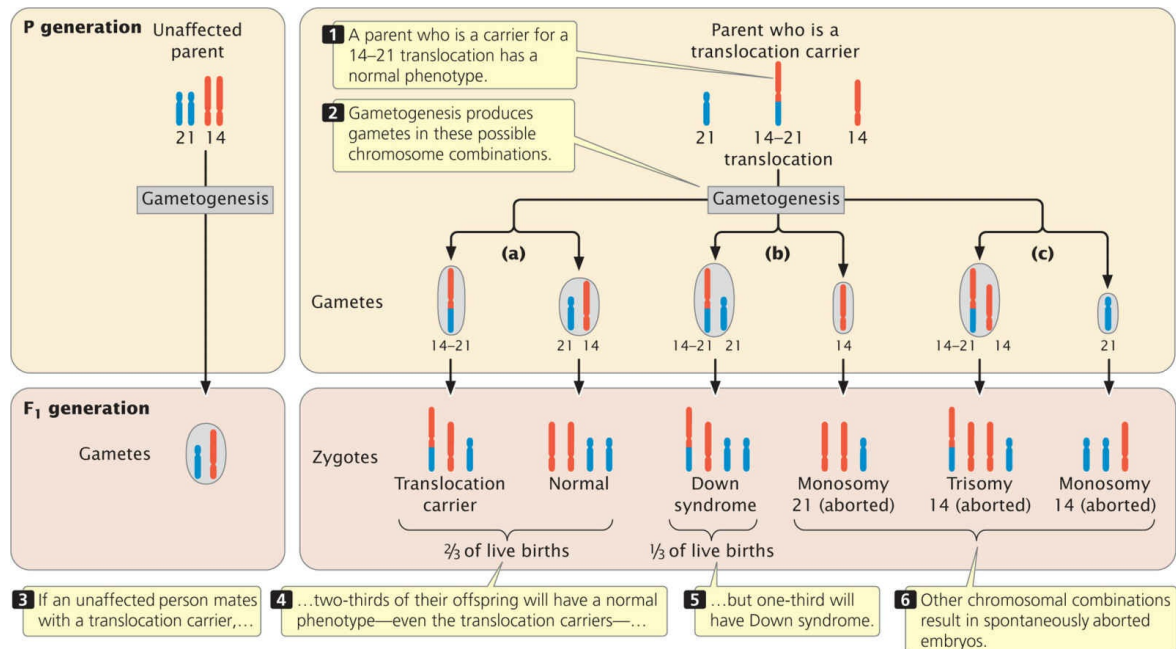 P generation
Unaffected
parent
21 14
Gametogenesis
1 A parent who is a carrier for a
14–21 translocation has a
normal phenotype.
2 Gametogenesis produces
gametes in these possible
chromosome combinations.
Parent who is a
translocation carrier
21 14–21 14
translocation
Gametogenesis
(a) (b) (c)
Gametes
14–21 21 14 14–21 21 14 14–21 14 21
F1 generation
Gametes
Zygotes
Translocation
carrier
Normal
Down
syndrome
Monosomy
21 (aborted)
Trisomy
14 (aborted)
Monosomy
14 (aborted)
⅔ of live births
⅓ of live births
3 If an unaffected person mates
with a translocation carrier,…
4 …two-thirds of their offspring will have a normal
phenotype—even the translocation carriers—…
5 …but one-third will
have Down syndrome.
6 Other chromosomal combinations
result in spontaneously aborted
embryos.